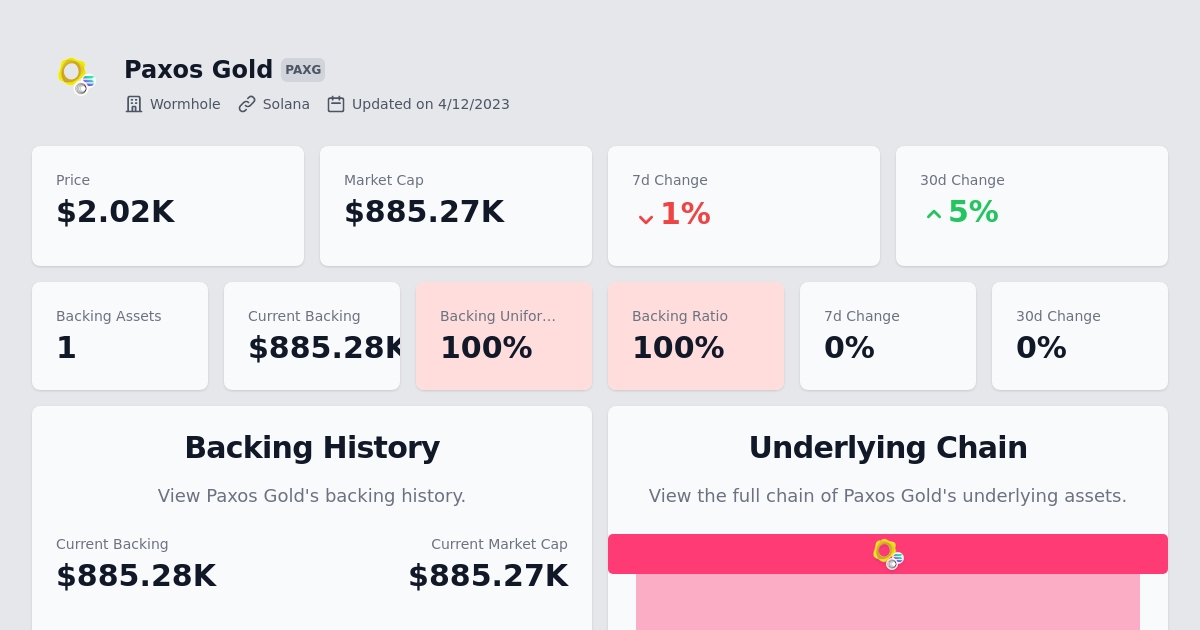 Paxos Gold PAXG
Wormhole Solana Updated on 4/12/2023
Price
$2.02K
Market Cap
$885.27K
7d Change
1%
30d Change
5%
Backing Assets
1
Current Backing
$885.28K
Backing Unifor...
100%
Backing Ratio
100%
7d Change
0%
30d Change
0%
Backing History
View Paxos Gold's backing history.
Current Backing
$885.28K
Current Market Cap
$885.27K
Underlying Chain
View the full chain of Paxos Gold's underlying assets.